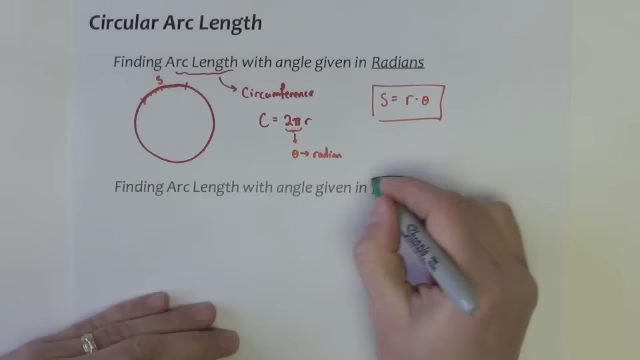 Circular Arc Length
Finding Arc Length with angle given in Radians
S
Circumference
S = r · θ
C = 2π r
θ → radian
Finding Arc Length with angle given in
Sharpie